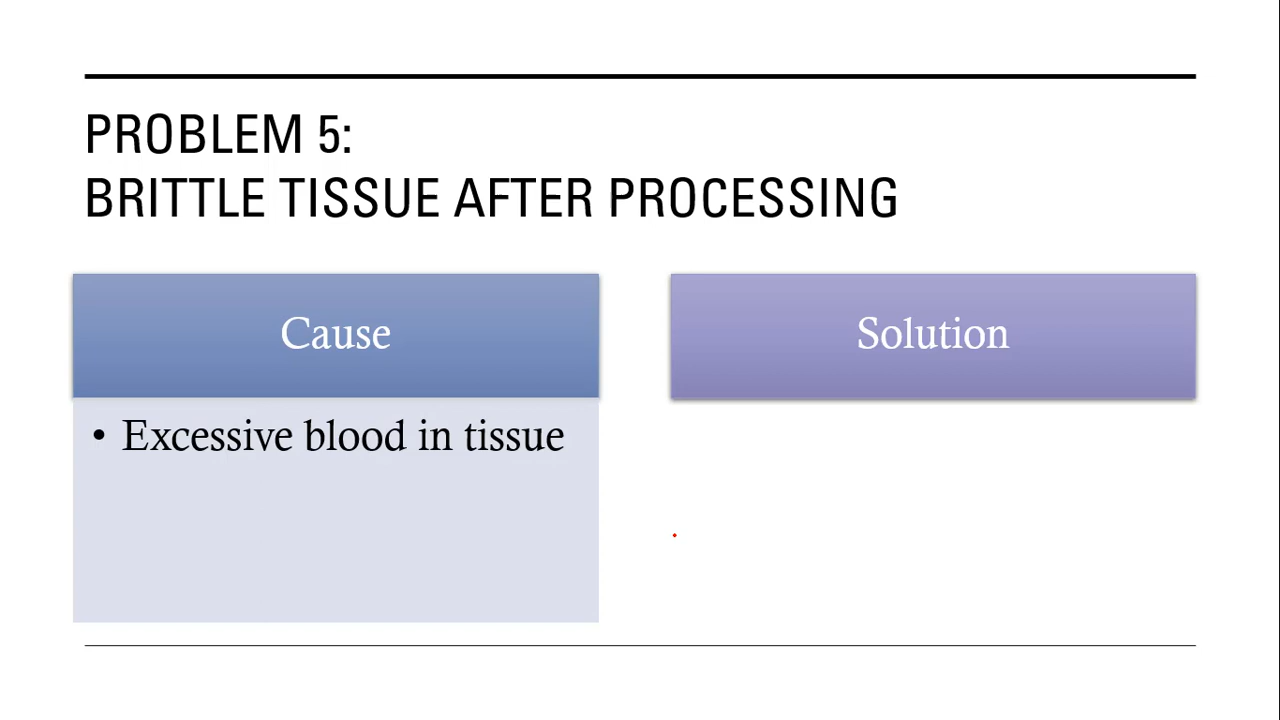 PROBLEM 5:
BRITTLE TISSUE AFTER PROCESSING
Cause
• Excessive blood in tissue
Solution